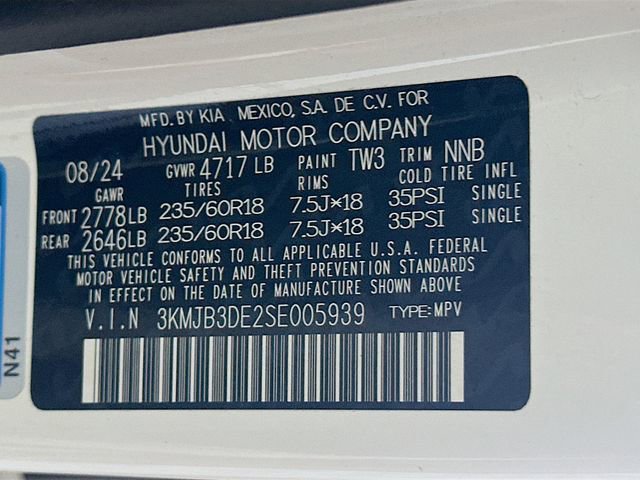 MFD. BY KIA MEXICO, S.A. DE C.V. FOR
HYUNDAI MOTOR COMPANY
08/24 GVWR 4717 LB PAINT TW3 TRIM NNB
GAWR TIRES RIMS COLD TIRE INFL
FRONT 2778LB 235/60R18 7.5J×18 35PSI SINGLE
REAR 2646LB 235/60R18 7.5J×18 35PSI SINGLE
THIS VEHICLE CONFORMS TO ALL APPLICABLE U.S.A. FEDERAL
MOTOR VEHICLE SAFETY AND THEFT PREVENTION STANDARDS
IN EFFECT ON THE DATE OF MANUFACTURE SHOWN ABOVE
V.I.N 3KMJB3DE2SE005939 TYPE:MPV
N41